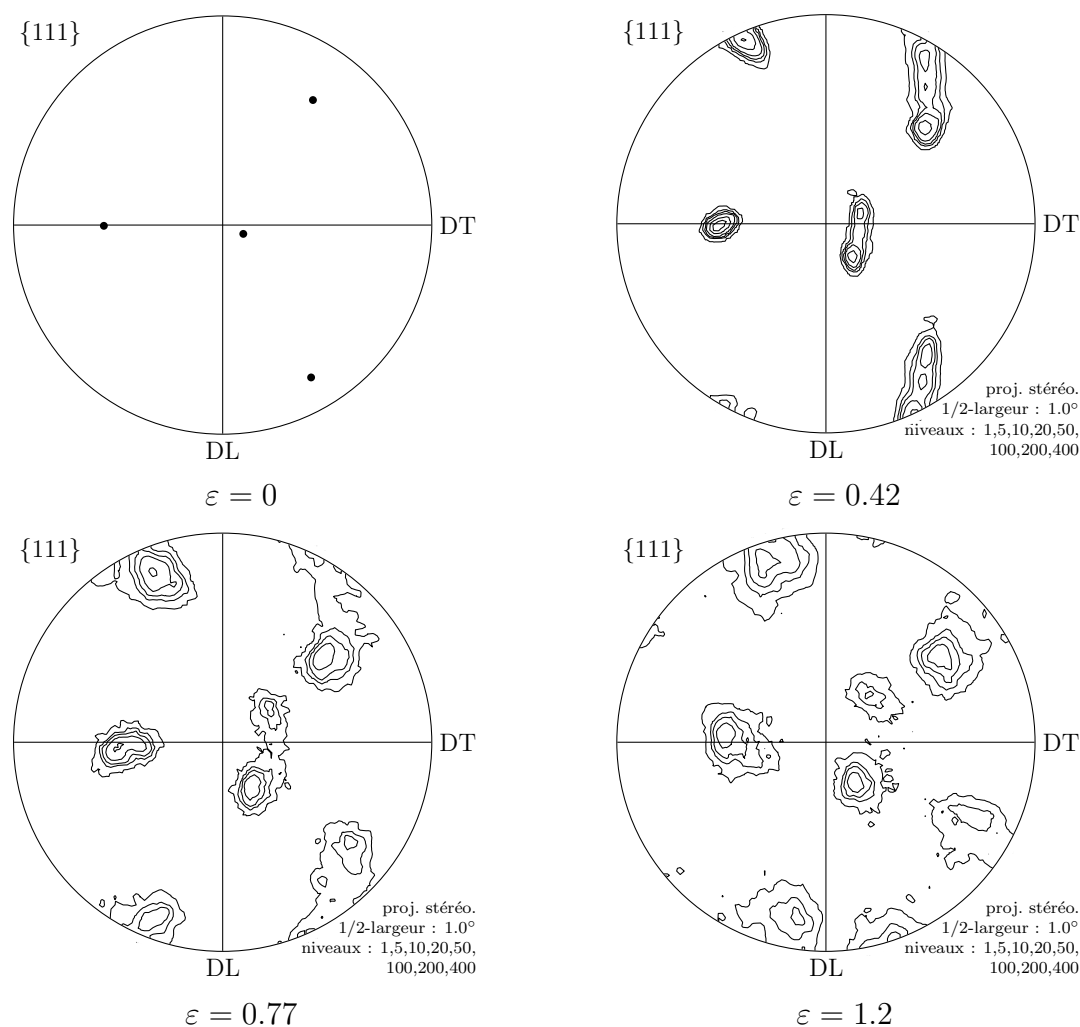 {111}
DT
DL
ε = 0
{111}
DT
proj. stéréo.
1/2-largeur : 1.0°
niveaux : 1,5,10,20,50,
100,200,400
DL
ε = 0.42
{111}
DT
proj. stéréo.
1/2-largeur : 1.0°
niveaux : 1,5,10,20,50,
100,200,400
DL
ε = 0.77
{111}
DT
proj. stéréo.
1/2-largeur : 1.0°
niveaux : 1,5,10,20,50,
100,200,400
DL
ε = 1.2